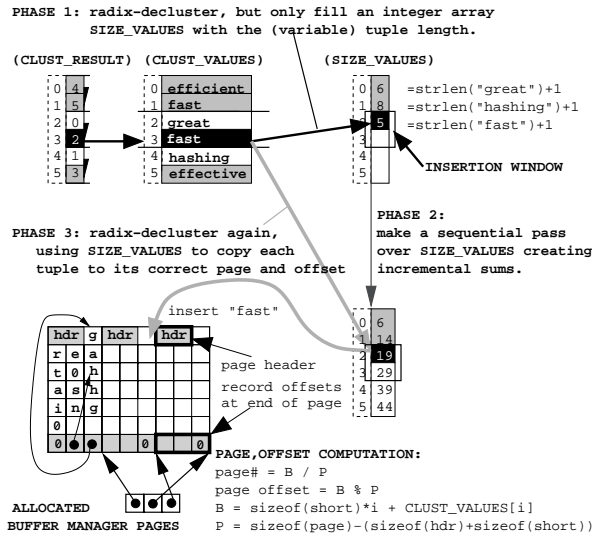 PHASE 1: radix-decluster, but only fill an integer array
SIZE_VALUES with the (variable) tuple length.
(CLUST_RESULT) (CLUST_VALUES) (SIZE_VALUES)
0 4 0 efficient 0 6 =strlen("great")+1
1 5 1 fast 1 8 =strlen("hashing")+1
2 0 2 great 5 =strlen("fast")+1
3 2 3 fast 3
4 1 4 hashing 4
5 3 5 effective 5
INSERTION WINDOW
PHASE 2:
make a sequential pass
over SIZE_VALUES creating
incremental sums.
PHASE 3: radix-decluster again,
using SIZE_VALUES to copy each
tuple to its correct page and offset
insert "fast"
0 6
1 14
2 19
3 29
4 39
5 44
hdr g hdr hdr
r e a
t 0 h
a s h
i n g
0
0 0 0
page header
record offsets
at end of page
PAGE,OFFSET COMPUTATION:
page# = B / P
page offset = B % P
B = sizeof(short)*i + CLUST_VALUES[i]
P = sizeof(page)-(sizeof(hdr)+sizeof(short))
ALLOCATED
BUFFER MANAGER PAGES